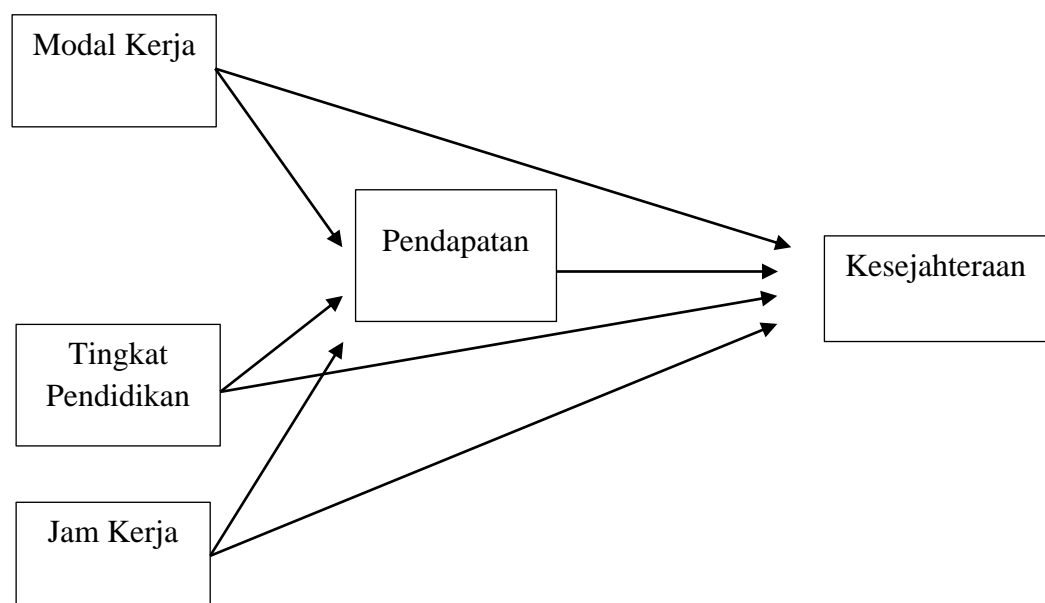 Modal Kerja
Pendapatan
Kesejahteraan
Tingkat
Pendidikan
Jam Kerja